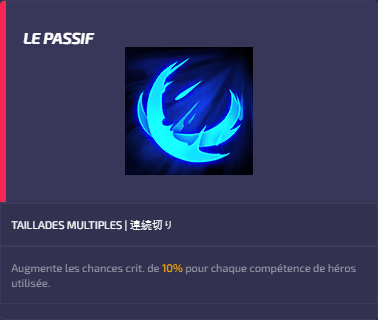 LE PASSIF
TAILLADES MULTIPLES | 連続切り
Augmente les chances crit. de 10% pour chaque compétence de héros
utilisée.